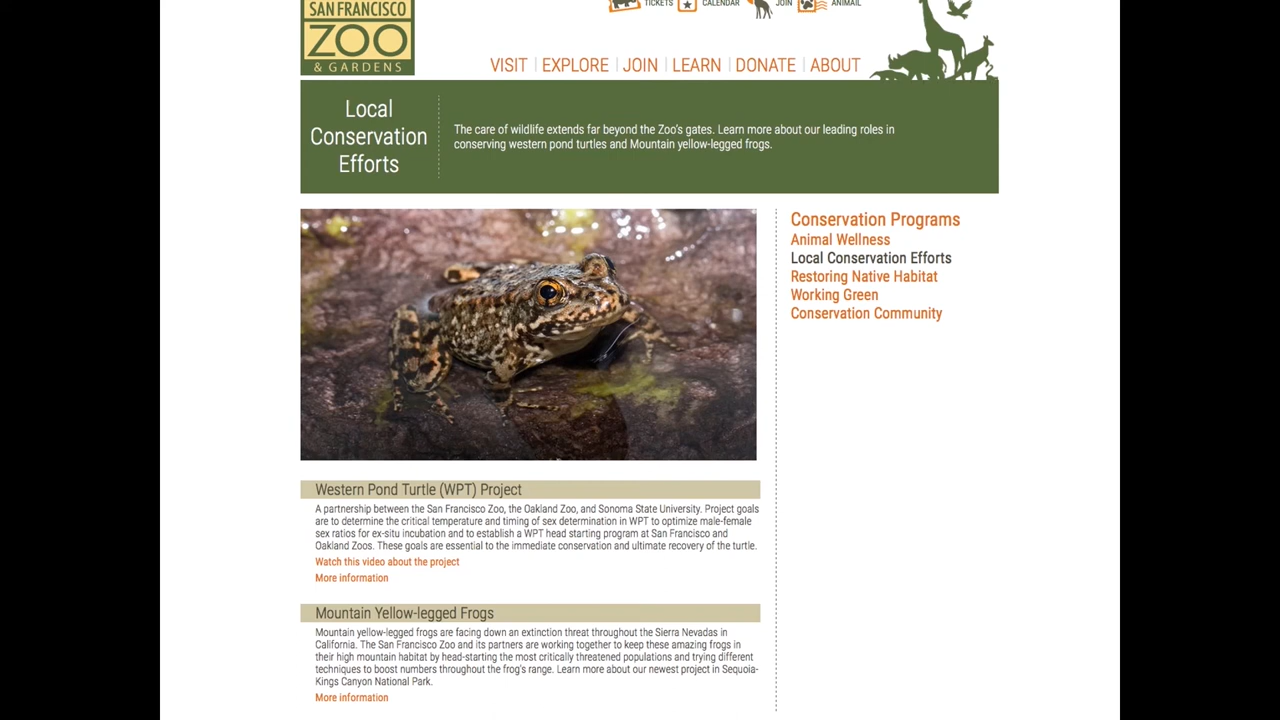 SAN FRANCISCO
ZOO
& GARDENS
TICKETS CALENDAR JOIN ANIMAIL
VISIT EXPLORE JOIN LEARN DONATE ABOUT
Local
Conservation
Efforts
The care of wildlife extends far beyond the Zoo's gates. Learn more about our leading roles in
conserving western pond turtles and Mountain yellow-legged frogs.
Conservation Programs
Animal Wellness
Local Conservation Efforts
Restoring Native Habitat
Working Green
Conservation Community
Western Pond Turtle (WPT) Project
A partnership between the San Francisco Zoo, the Oakland Zoo, and Sonoma State University. Project goals
are to determine the critical temperature and timing of sex determination in WPT to optimize male-female
sex ratios for ex-situ incubation and to establish a WPT head starting program at San Francisco and
Oakland Zoos. These goals are essential to the immediate conservation and ultimate recovery of the turtle.
Watch this video about the project
More information
Mountain Yellow-legged Frogs
Mountain yellow-legged frogs are facing down an extinction threat throughout the Sierra Nevadas in
California. The San Francisco Zoo and its partners are working together to keep these amazing frogs in
their high mountain habitat by head-starting the most critically threatened populations and trying different
techniques to boost numbers throughout the frog's range. Learn more about our newest project in Sequoia-
Kings Canyon National Park.
More information